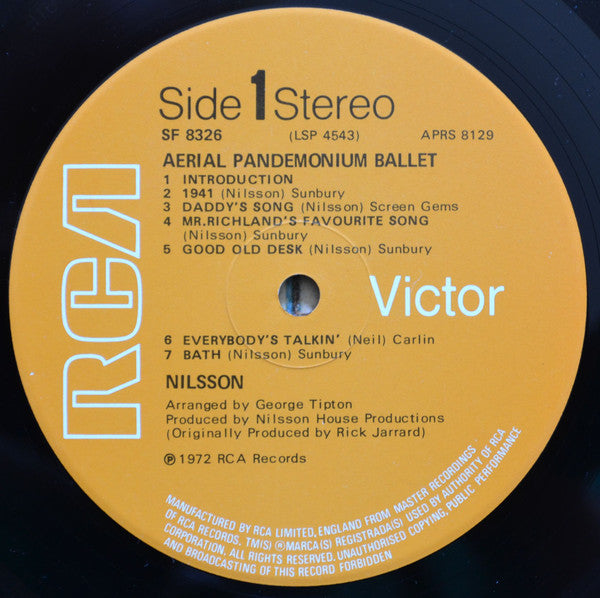 Side 1 Stereo
SF 8326 (LSP 4543) APRS 8129
AERIAL PANDEMONIUM BALLET
1 INTRODUCTION
2 1941 (Nilsson) Sunbury
3 DADDY'S SONG (Nilsson) Screen Gems
4 MR.RICHLAND'S FAVOURITE SONG
(Nilsson) Sunbury
5 GOOD OLD DESK (Nilsson) Sunbury
RCA
Victor
6 EVERYBODY'S TALKIN' (Neil) Carlin
7 BATH (Nilsson) Sunbury
NILSSON
Arranged by George Tipton
Produced by Nilsson House Productions
(Originally Produced by Rick Jarrard)
℗ 1972 RCA Records
MANUFACTURED BY RCA LIMITED, ENGLAND FROM MASTER RECORDINGS
OF RCA RECORDS. TM(S) ® MARCA(S) REGISTRADA(S) USED BY AUTHORITY OF RCA
CORPORATION. ALL RIGHTS RESERVED. UNAUTHORISED COPYING, PUBLIC PERFORMANCE
AND BROADCASTING OF THIS RECORD FORBIDDEN